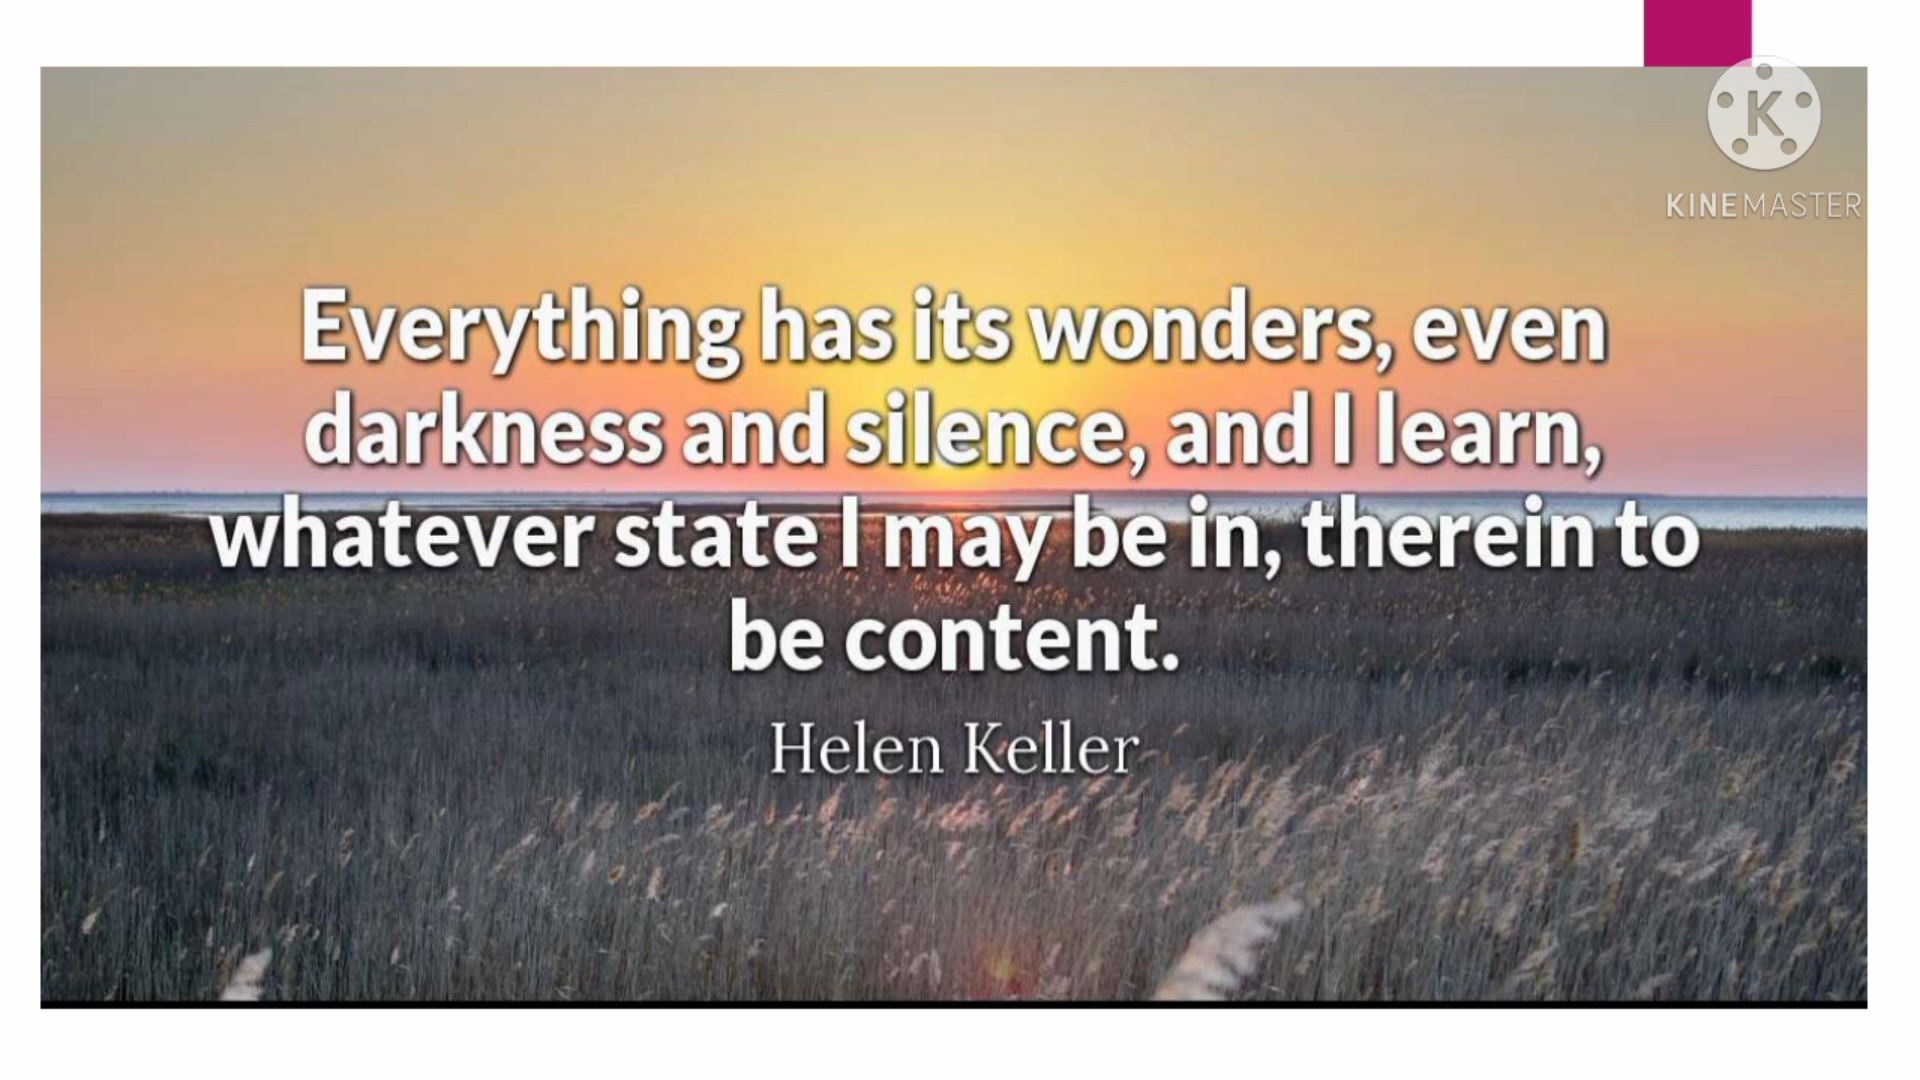 K
KINEMASTER
Everything has its wonders, even
darkness and silence, and I learn,
whatever state I may be in, therein to
be content.
Helen Keller